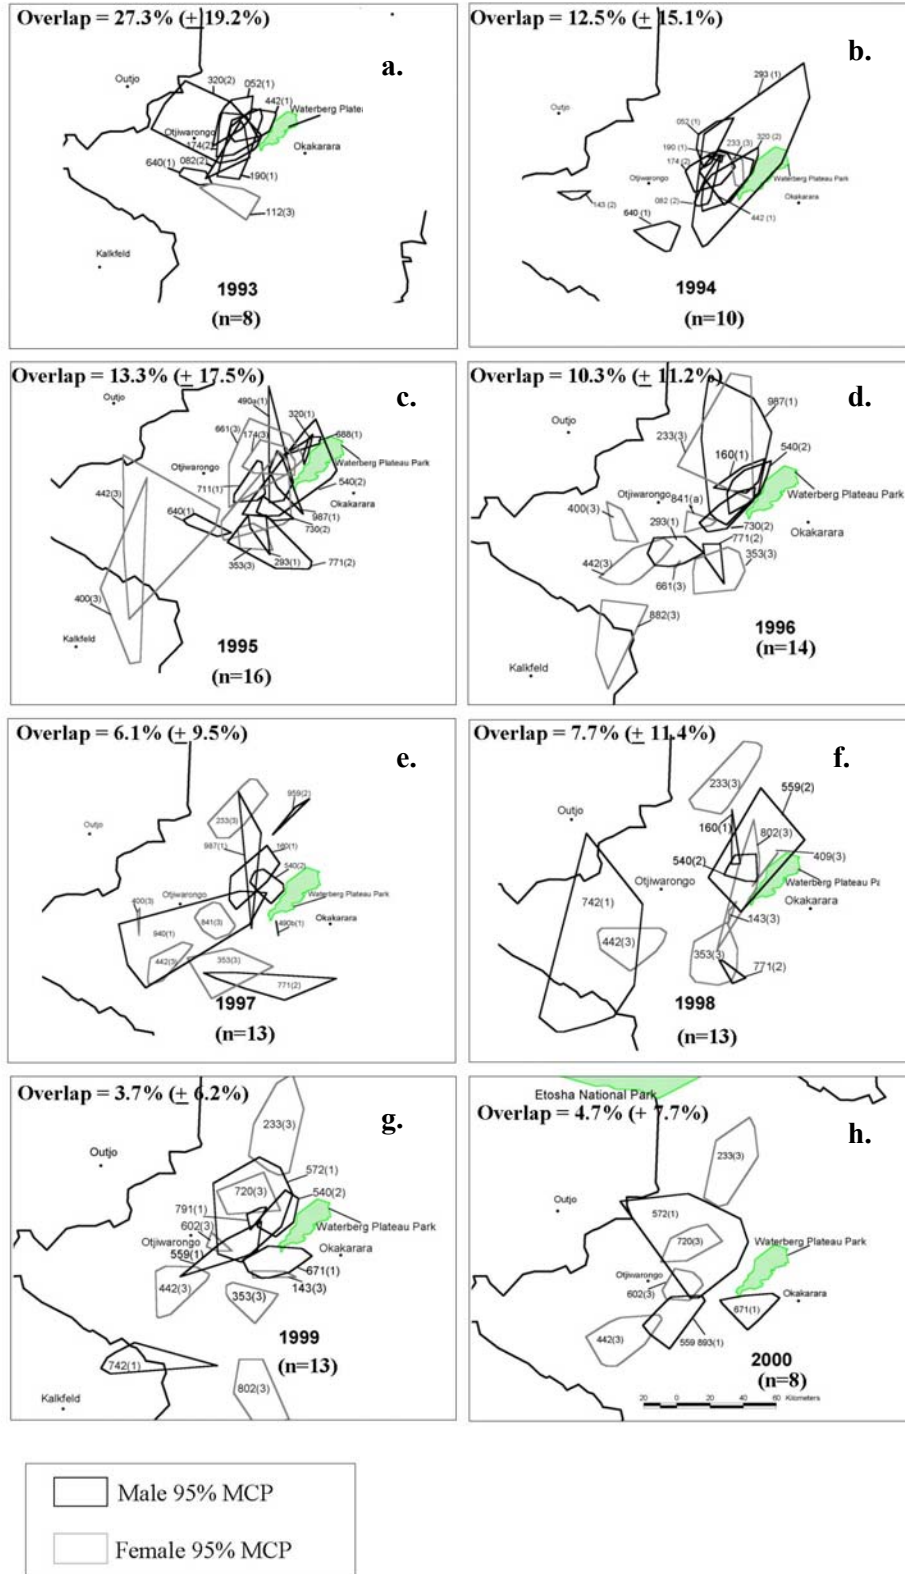 Overlap = 27.3% (± 19.2%)
a.
Outjo
320(2)
052(1)
442(1)
Waterberg Plateau
Otjiwarongo
174(2)
Okakarara
640(1)
082(2)
190(1)
112(3)
Kalkfeld
1993
(n=8)
Overlap = 12.5% (± 15.1%)
b.
293 (1)
Outjo
052(1)
190 (1)
233 (3)
320 (2)
174 (2)
Waterberg Plateau Park
Otjiwarongo
143 (2)
082 (2)
Okakarara
640 (1)
442 (1)
1994
(n=10)
Overlap = 13.3% (± 17.5%)
c.
Outjo
490a(1)
320(1)
661(3)
174(3)
688(1)
Otjiwarongo
Waterberg Plateau Park
540(2)
442(3)
711(1)
Okakarara
640(1)
987(1)
730(2)
353(3)
293(1)
771(2)
400(3)
Kalkfeld
1995
(n=16)
Overlap = 10.3% (± 11.2%)
d.
987(1)
Outjo
233(3)
540(2)
160(1)
Otjiwarongo
841(a)
Waterberg Plateau Park
400(3)
293(1)
730(2)
Okakarara
771(2)
442(3)
353(3)
661(3)
882(3)
1996
(n=14)
Kalkfeld
Overlap = 6.1% (± 9.5%)
e.
959(2)
233(3)
Outjo
987(1)
160(1)
540(2)
Otjiwarongo
Waterberg Plateau Park
400(3)
841(3)
490b(1)
Okakarara
940(1)
442(3)
353(3)
771(2)
1997
(n=13)
Overlap = 7.7% (± 11.4%)
f.
233(3)
559(2)
Outjo
160(1)
802(3)
540(2)
409(3)
Otjiwarongo
Waterberg Plateau Pa
742(1)
Okakarara
143(3)
442(3)
353(3)
771(2)
1998
(n=13)
Overlap = 3.7% (± 6.2%)
g.
233(3)
Outjo
572(1)
720(3)
540(2)
791(1)
602(3)
Waterberg Plateau Park
Otjiwarongo
559(1)
Okakarara
671(1)
442(3)
143(3)
353(3)
1999
742(1)
(n=13)
802(3)
Kalkfeld
Etosha National Park
Overlap = 4.7% (+ 7.7%)
h.
233(3)
Outjo
572(1)
720(3)
Waterberg Plateau Park
Otjiwarongo
602(3)
671(1)
Okakarara
442(3)
559 893(1)
2000
(n=8)
20 0 20 40 60 Kilometers
Male 95% MCP
Female 95% MCP